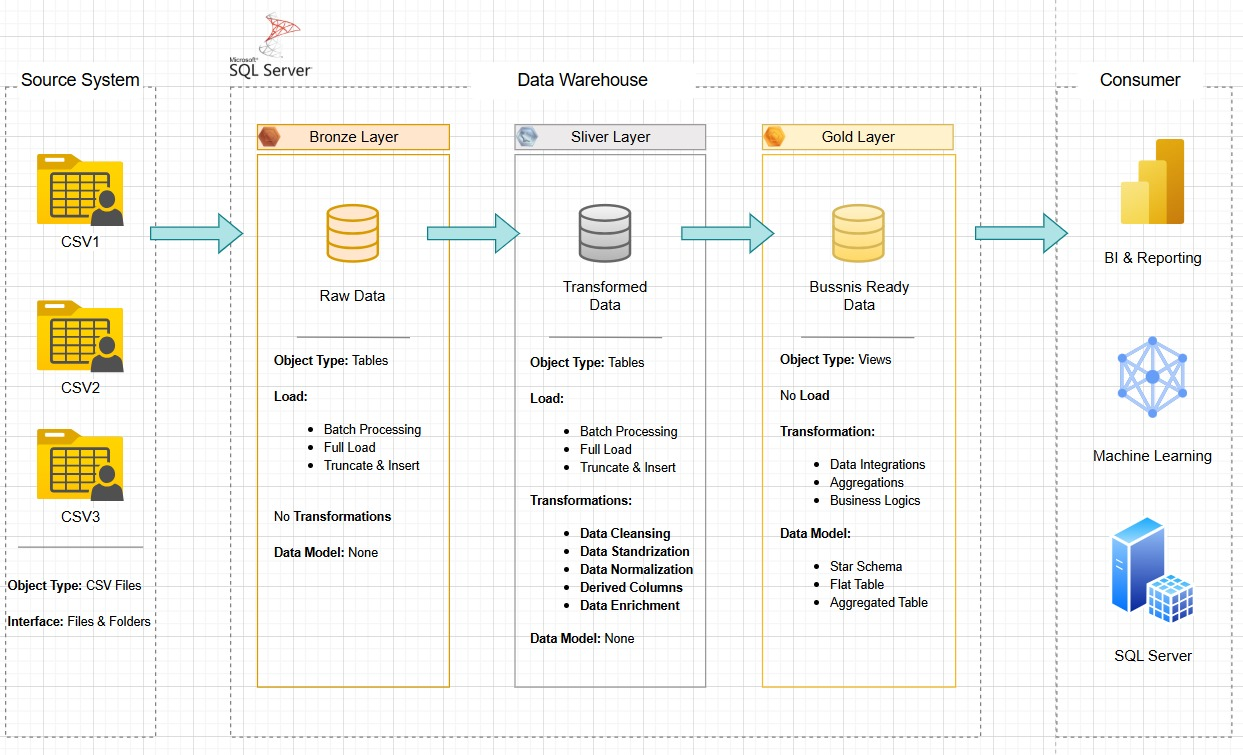 Microsoft®
SQL Server
Source System
Data Warehouse
Consumer
Bronze Layer
Sliver Layer
Gold Layer
CSV1
CSV2
CSV3
Object Type: CSV Files
Interface: Files & Folders
Raw Data
Object Type: Tables
Load:
Batch Processing
Full Load
Truncate & Insert
No Transformations
Data Model: None
Transformed
Data
Object Type: Tables
Load:
Batch Processing
Full Load
Truncate & Insert
Transformations:
Data Cleansing
Data Standrization
Data Normalization
Derived Columns
Data Enrichment
Data Model: None
Bussnis Ready
Data
Object Type: Views
No Load
Transformation:
Data Integrations
Aggregations
Business Logics
Data Model:
Star Schema
Flat Table
Aggregated Table
BI & Reporting
Machine Learning
SQL Server